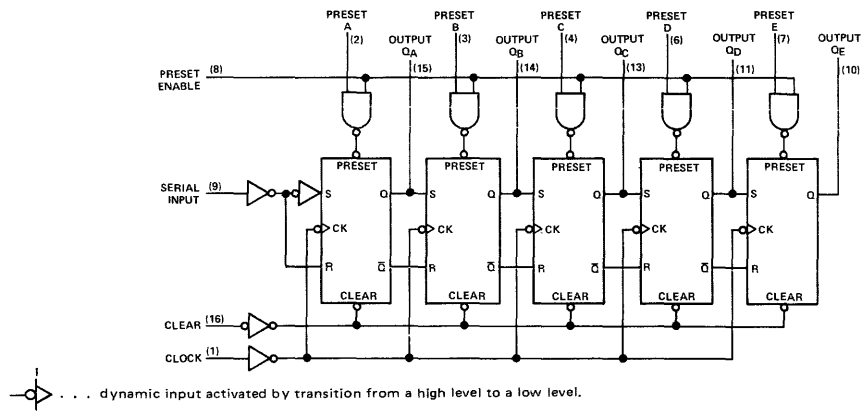 PRESET A (2)
OUTPUT QA (15)
PRESET B (3)
OUTPUT QB (14)
PRESET C (4)
OUTPUT QC (13)
PRESET D (6)
OUTPUT QD (11)
PRESET E (7)
OUTPUT QE (10)
PRESET ENABLE (8)
SERIAL INPUT (9)
PRESET S Q CK R Q̅ CLEAR
PRESET S Q CK R Q̅ CLEAR
PRESET S Q CK R Q̅ CLEAR
PRESET S Q CK R Q̅ CLEAR
PRESET S Q CK R CLEAR
CLEAR (16)
CLOCK (1)
. . . dynamic input activated by transition from a high level to a low level.